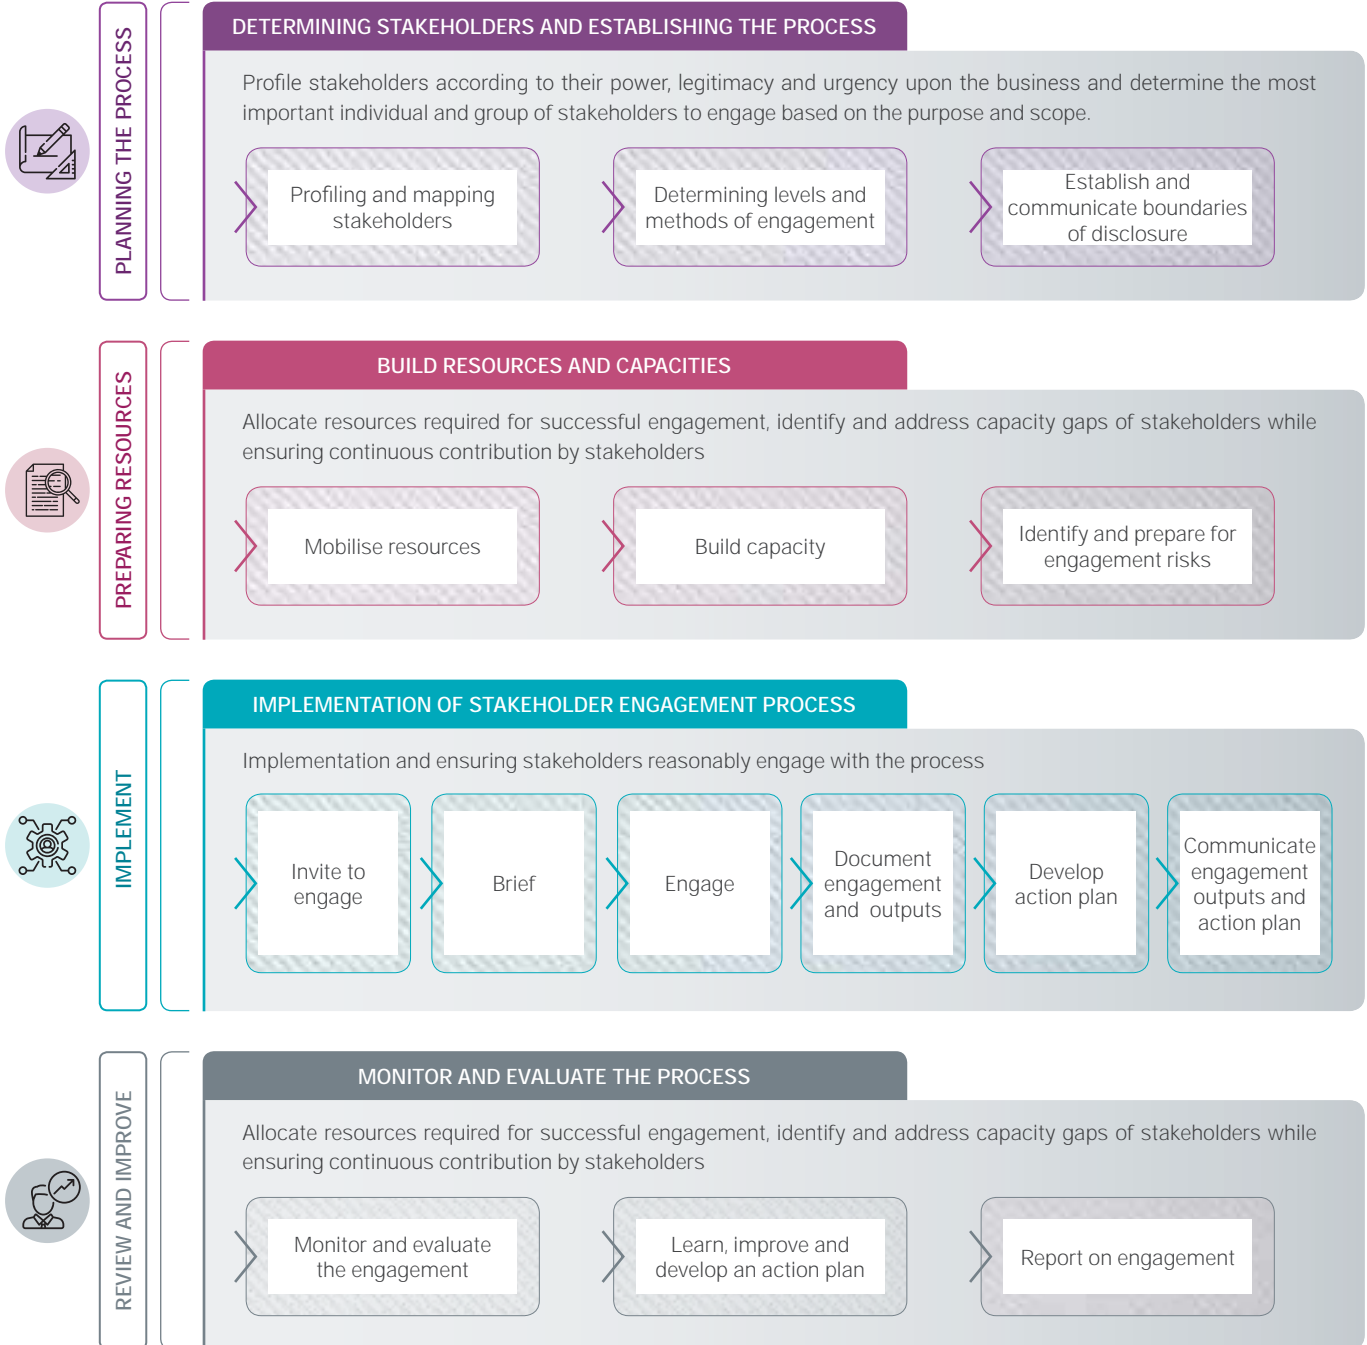 PLANNING THE PROCESS
DETERMINING STAKEHOLDERS AND ESTABLISHING THE PROCESS
Profile stakeholders according to their power, legitimacy and urgency upon the business and determine the most
important individual and group of stakeholders to engage based on the purpose and scope.
Profiling and mapping
stakeholders
Determining levels and
methods of engagement
Establish and
communicate boundaries
of disclosure
PREPARING RESOURCES
BUILD RESOURCES AND CAPACITIES
Allocate resources required for successful engagement, identify and address capacity gaps of stakeholders while
ensuring continuous contribution by stakeholders
Mobilise resources
Build capacity
Identify and prepare for
engagement risks
IMPLEMENT
IMPLEMENTATION OF STAKEHOLDER ENGAGEMENT PROCESS
Implementation and ensuring stakeholders reasonably engage with the process
Invite to
engage
Brief
Engage
Document
engagement
and outputs
Develop
action plan
Communicate
engagement
outputs and
action plan
REVIEW AND IMPROVE
MONITOR AND EVALUATE THE PROCESS
Allocate resources required for successful engagement, identify and address capacity gaps of stakeholders while
ensuring continuous contribution by stakeholders
Monitor and evaluate
the engagement
Learn, improve and
develop an action plan
Report on engagement